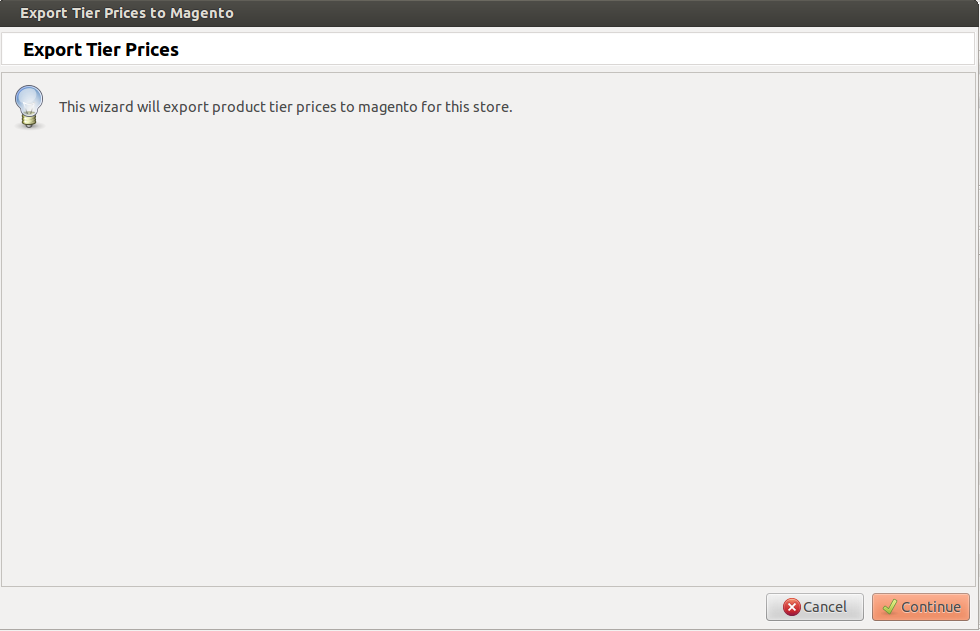 Export Tier Prices to Magento
Export Tier Prices
This wizard will export product tier prices to magento for this store.
Cancel
Continue